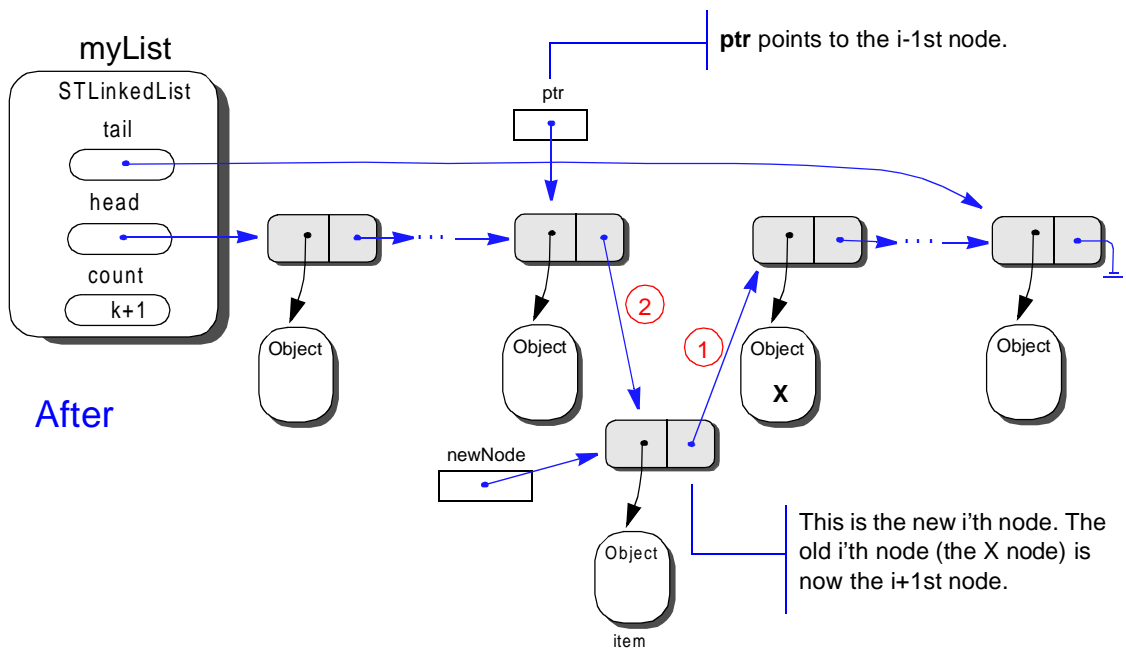 ptr points to the i-1st node.
myList
STLinkedList
tail
head
count
k+1
ptr
Object
Object
Object
X
Object
2
1
After
newNode
Object
item
This is the new i'th node. The
old i'th node (the X node) is
now the i+1st node.